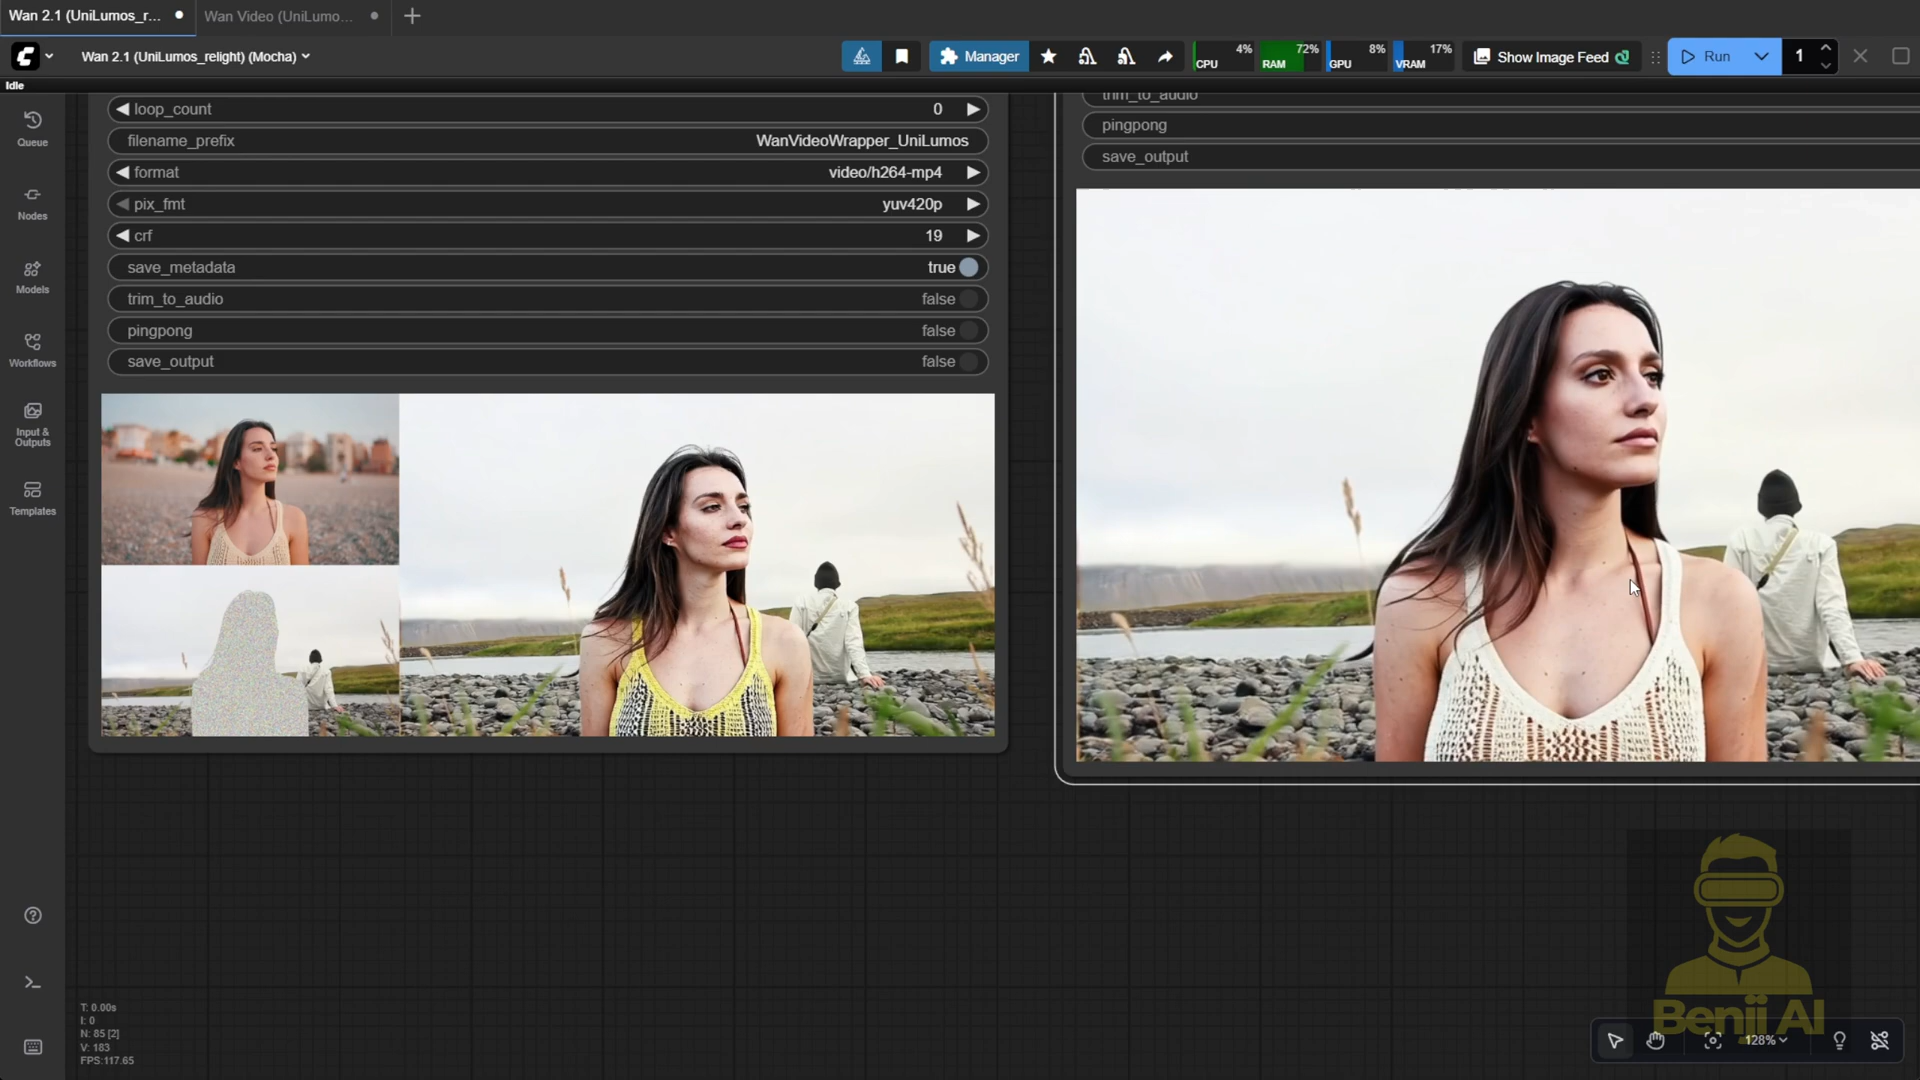 Wan 2.1 (UniLumos_r...
Wan Video (UniLumo...
Wan 2.1 (UniLumos_relight) (Mocha)
Manager
CPU 4%
RAM 72%
GPU 8%
VRAM 17%
Show Image Feed
Run
1
Idle
Queue
Nodes
Models
Workflows
Input &
Outputs
Templates
loop_count 0
filename_prefix WanVideoWrapper_UniLumos
format video/h264-mp4
pix_fmt yuv420p
crf 19
save_metadata true
trim_to_audio false
pingpong false
save_output false
trim_to_audio
pingpong
save_output
T: 0.00s
I: 0
N: 85 [2]
V: 183
FPS:117.65
Benji AI
128%